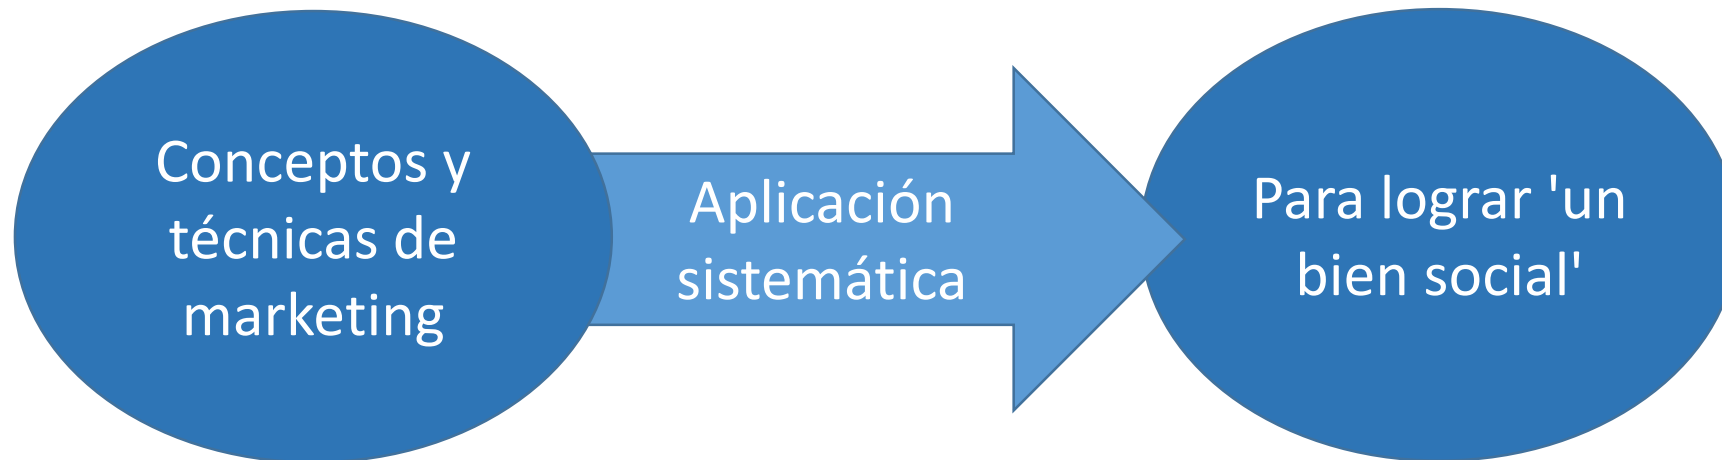 Conceptos y
técnicas de
marketing
Aplicación
sistemática
Para lograr 'un
bien social'